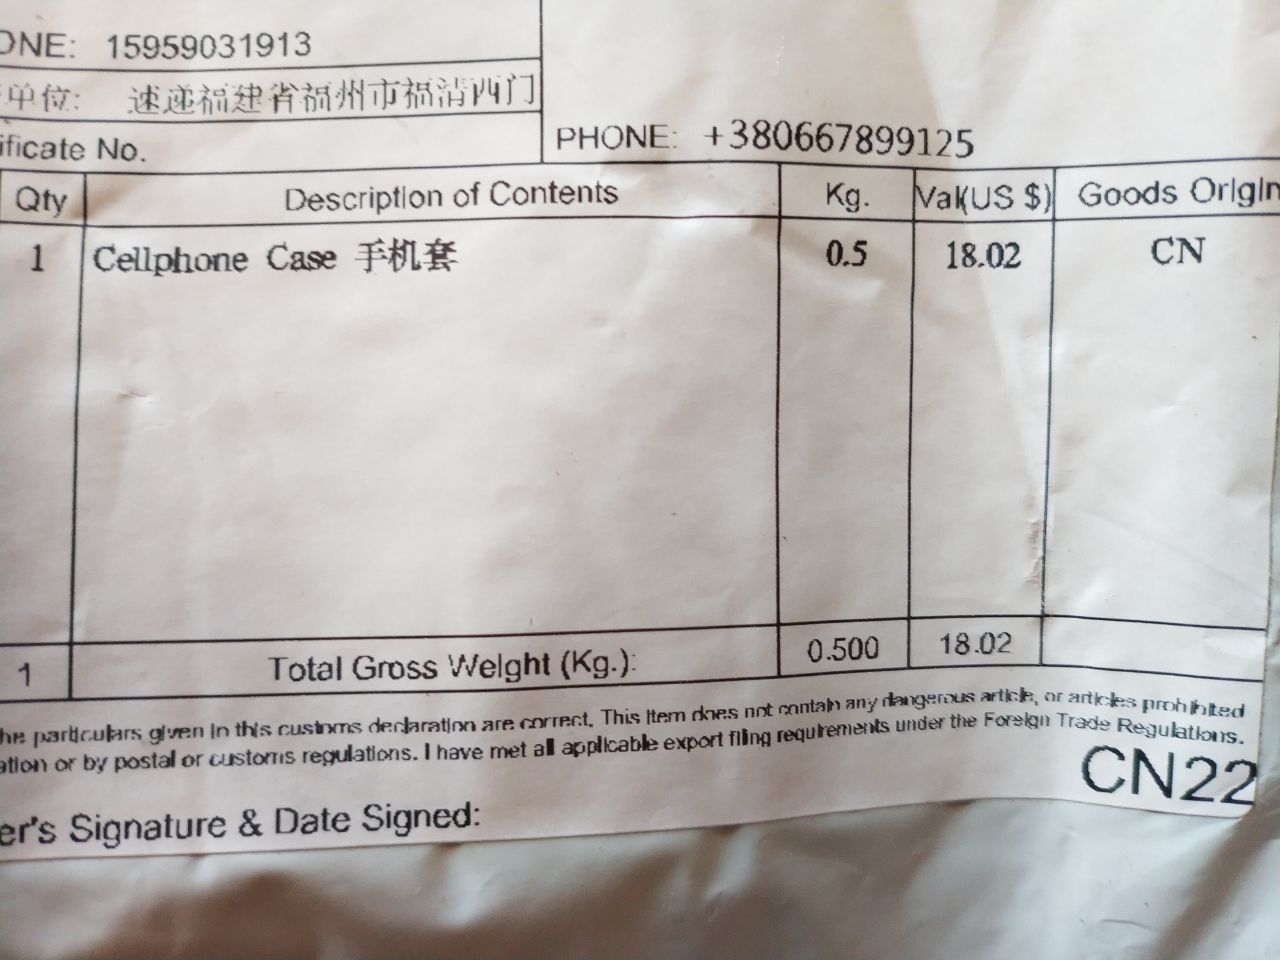 ONE: 15959031913
单位: 速递福建省福州市福清西门
ificate No.
PHONE: +380667899125
Qty Description of Contents Kg. Val(US $) Goods Origin
1 Cellphone Case 手机套 0.5 18.02 CN
1 Total Gross Weight (Kg.): 0.500 18.02
he particulars given in this customs declaration are correct. This item does not contain any dangerous article, or articles prohibited
ation or by postal or customs regulations. I have met all applicable export filing requirements under the Foreign Trade Regulations.
CN22
er's Signature & Date Signed: